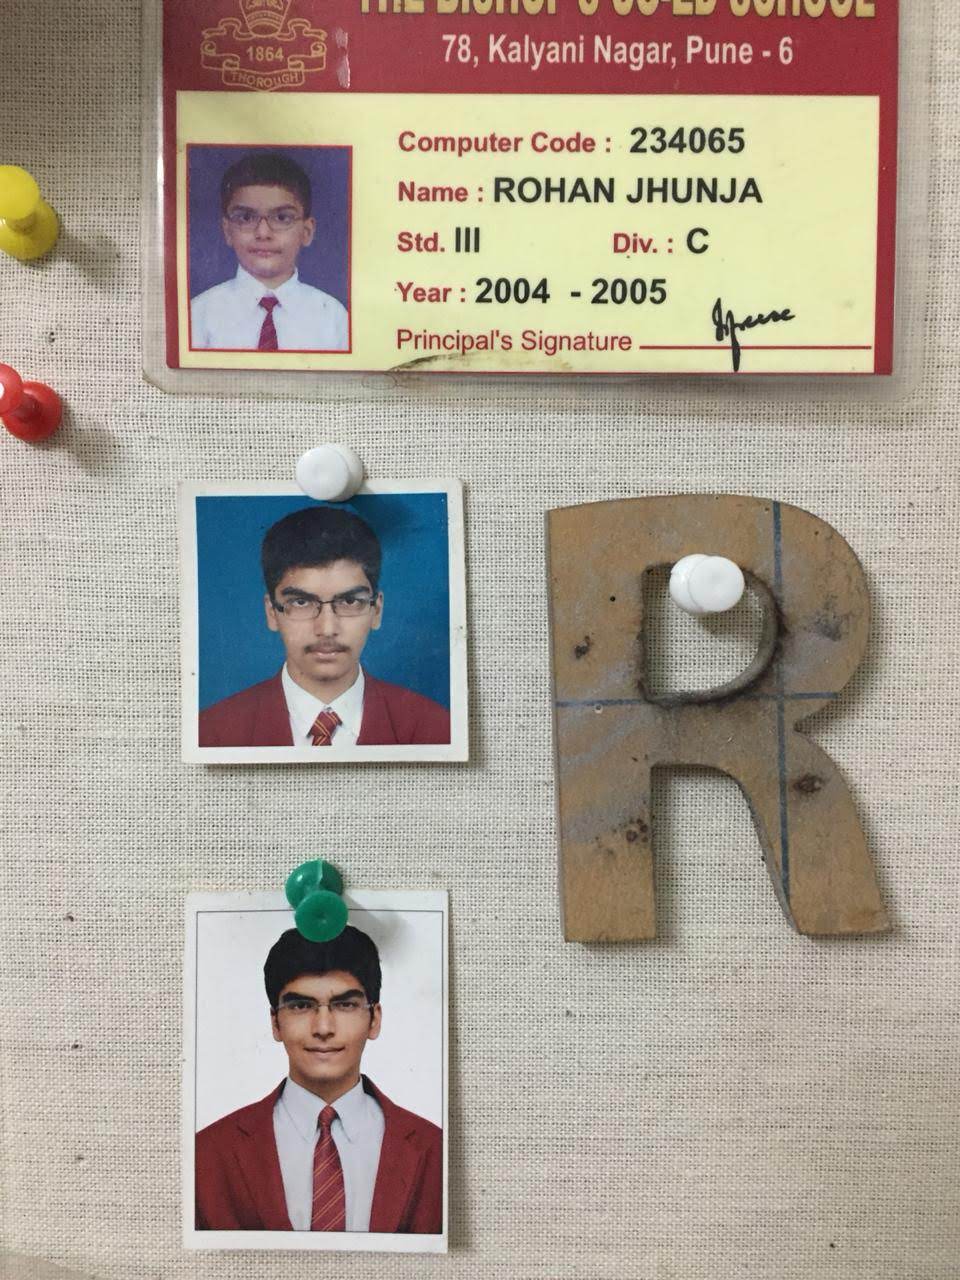 THE BISHOP'S CO-ED SCHOOL
78, Kalyani Nagar, Pune - 6
1864
THOROUGH
Computer Code : 234065
Name : ROHAN JHUNJA
Std. III Div. : C
Year : 2004 - 2005
Principal's Signature
R